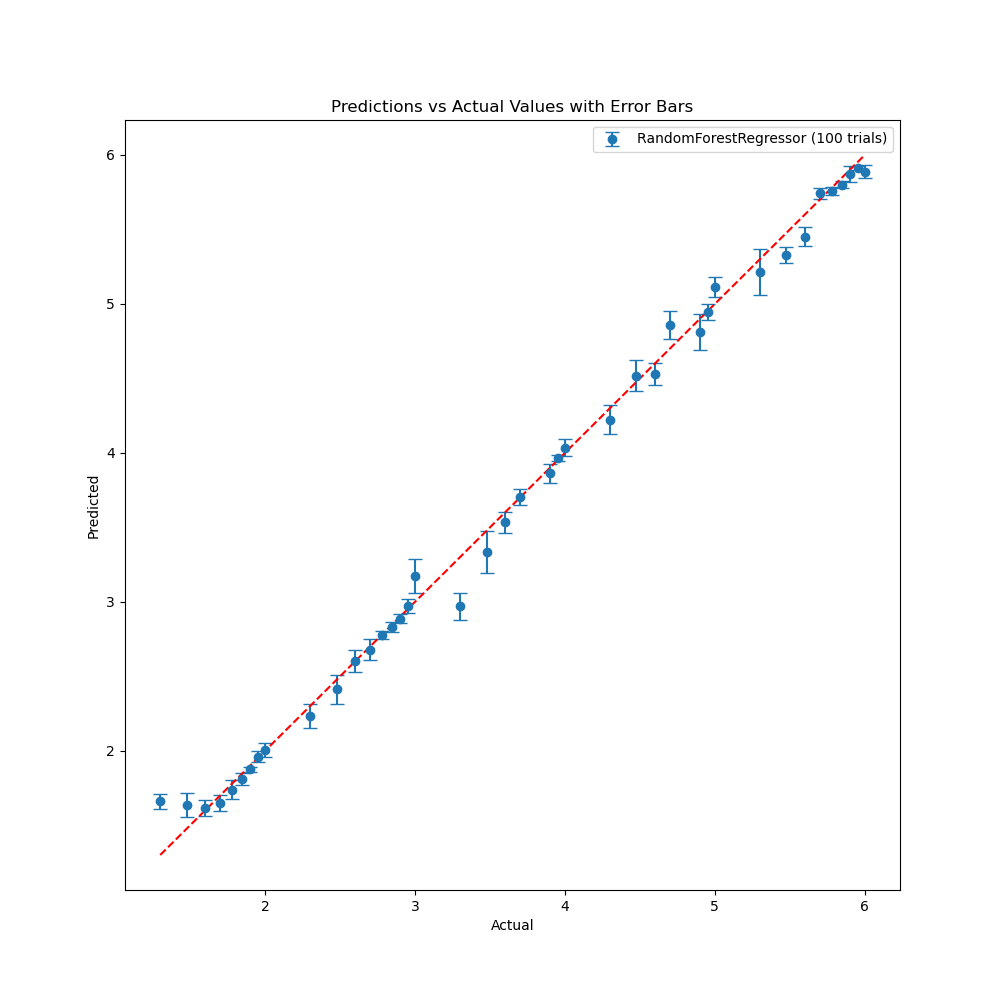 Predictions vs Actual Values with Error Bars
RandomForestRegressor (100 trials)
6
5
4
3
2
Predicted
2 3 4 5 6
Actual